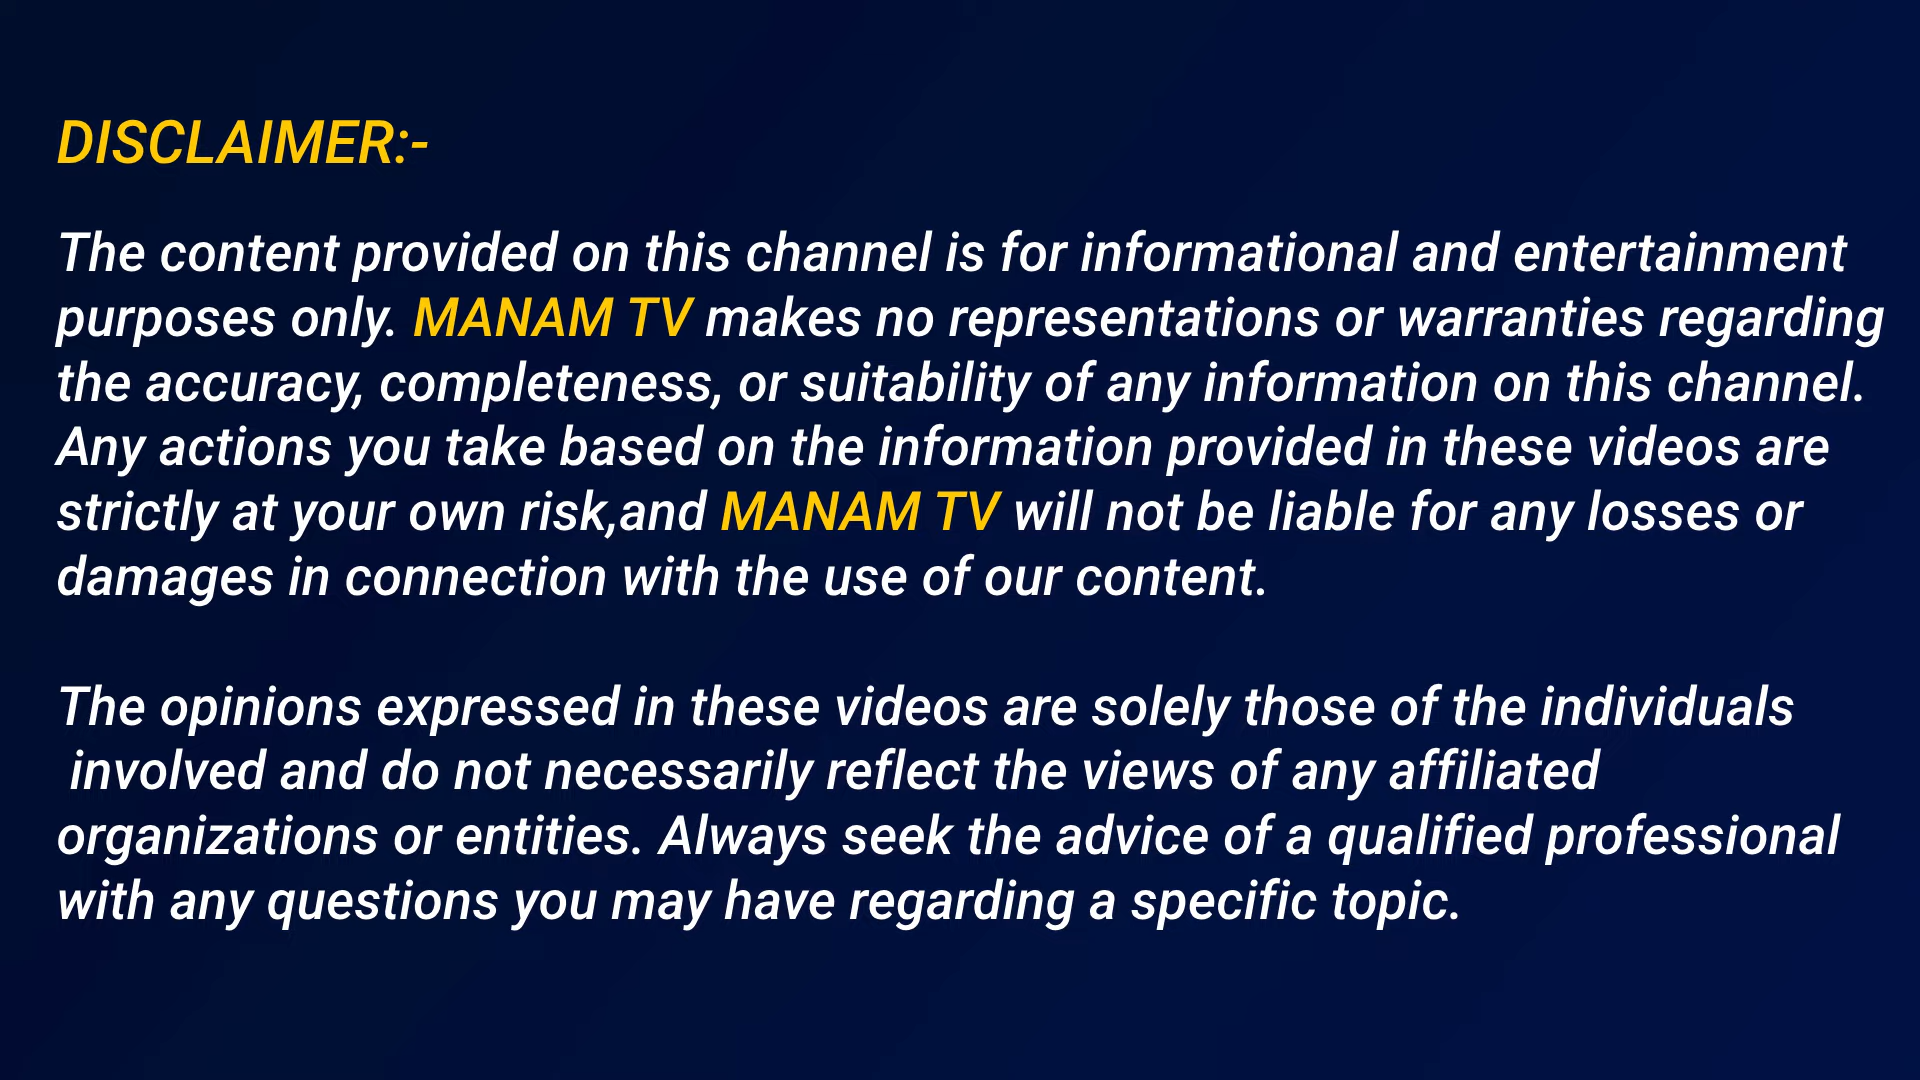 DISCLAIMER:-
The content provided on this channel is for informational and entertainment
purposes only. MANAM TV makes no representations or warranties regarding
the accuracy, completeness, or suitability of any information on this channel.
Any actions you take based on the information provided in these videos are
strictly at your own risk,and MANAM TV will not be liable for any losses or
damages in connection with the use of our content.
The opinions expressed in these videos are solely those of the individuals
involved and do not necessarily reflect the views of any affiliated
organizations or entities. Always seek the advice of a qualified professional
with any questions you may have regarding a specific topic.